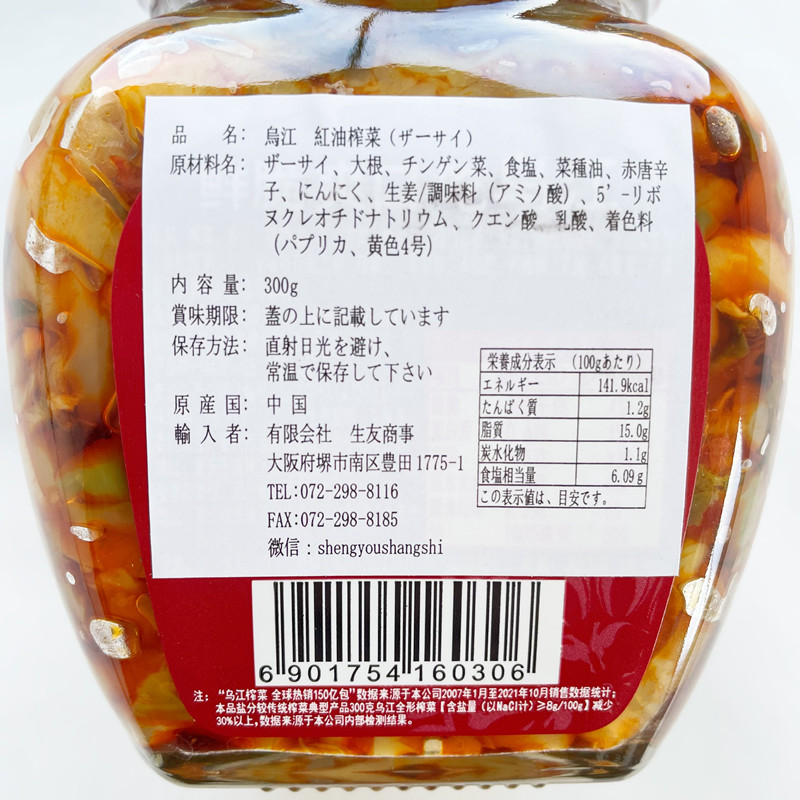 品　名: 烏江　紅油榨菜(ザーサイ)
原材料名: ザーサイ、大根、チンゲン菜、食塩、菜種油、赤唐辛
子、にんにく、生姜/調味料(アミノ酸)、5'-リボ
ヌクレオチドナトリウム、クエン酸、乳酸、着色料
(パプリカ、黄色4号)
内容量: 300g
賞味期限: 蓋の上に記載しています
保存方法: 直射日光を避け、
常温で保存して下さい
原産国: 中国
輸入者: 有限会社　生友商事
大阪府堺市南区豊田1775-1
TEL:072-298-8116
FAX:072-298-8185
微信:shengyoushangshi
栄養成分表示 (100gあたり)
エネルギー 141.9kcal
たんぱく質 1.2g
脂質 15.0g
炭水化物 1.1g
食塩相当量 6.09g
この表示値は、目安です。
6 901754 160306
注:“乌江榨菜 全球热销150亿包”数据来源于本公司2007年1月至2021年10月销售数据统计;
本品盐分较传统榨菜典型产品300克乌江全形榨菜【含盐量(以NaCl计)≥8g/100g】减少
30%以上,数据来源于本公司内部检测结果。